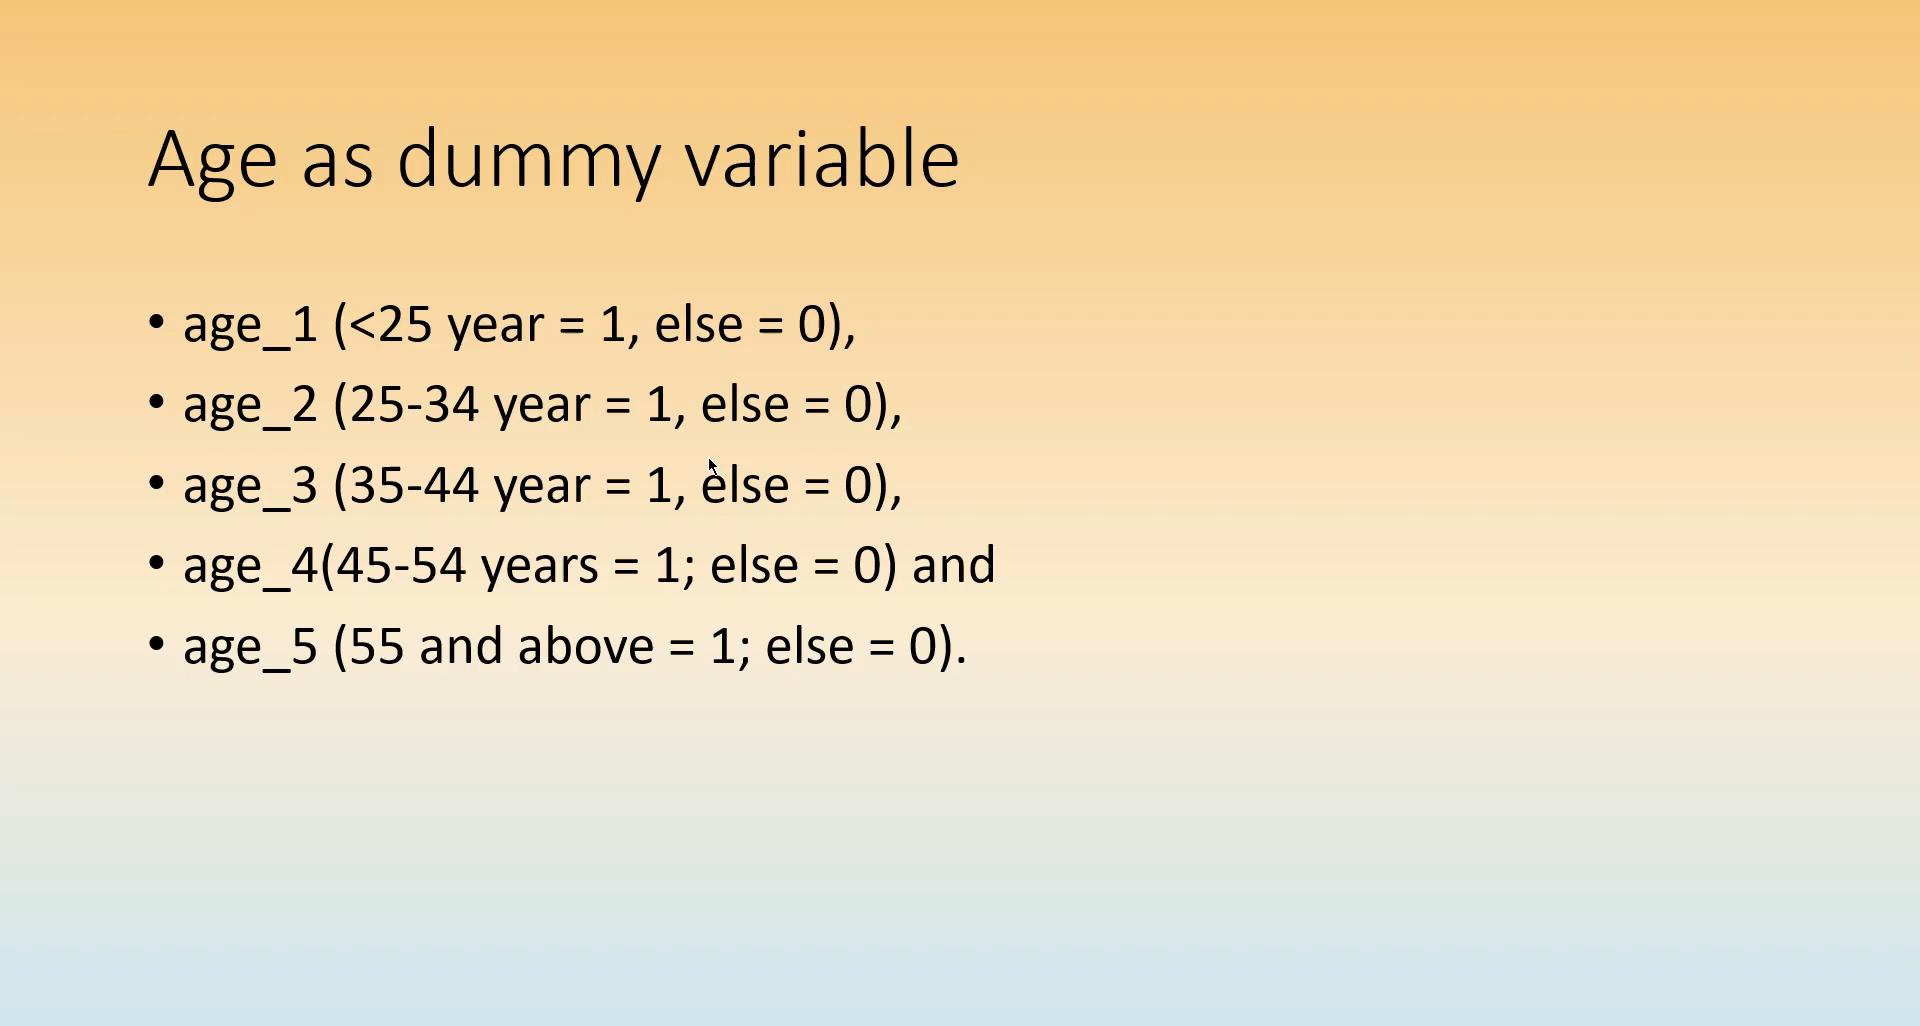 Age as dummy variable
• age_1 (<25 year = 1, else = 0),
• age_2 (25-34 year = 1, else = 0),
• age_3 (35-44 year = 1, else = 0),
• age_4(45-54 years = 1; else = 0) and
• age_5 (55 and above = 1; else = 0).